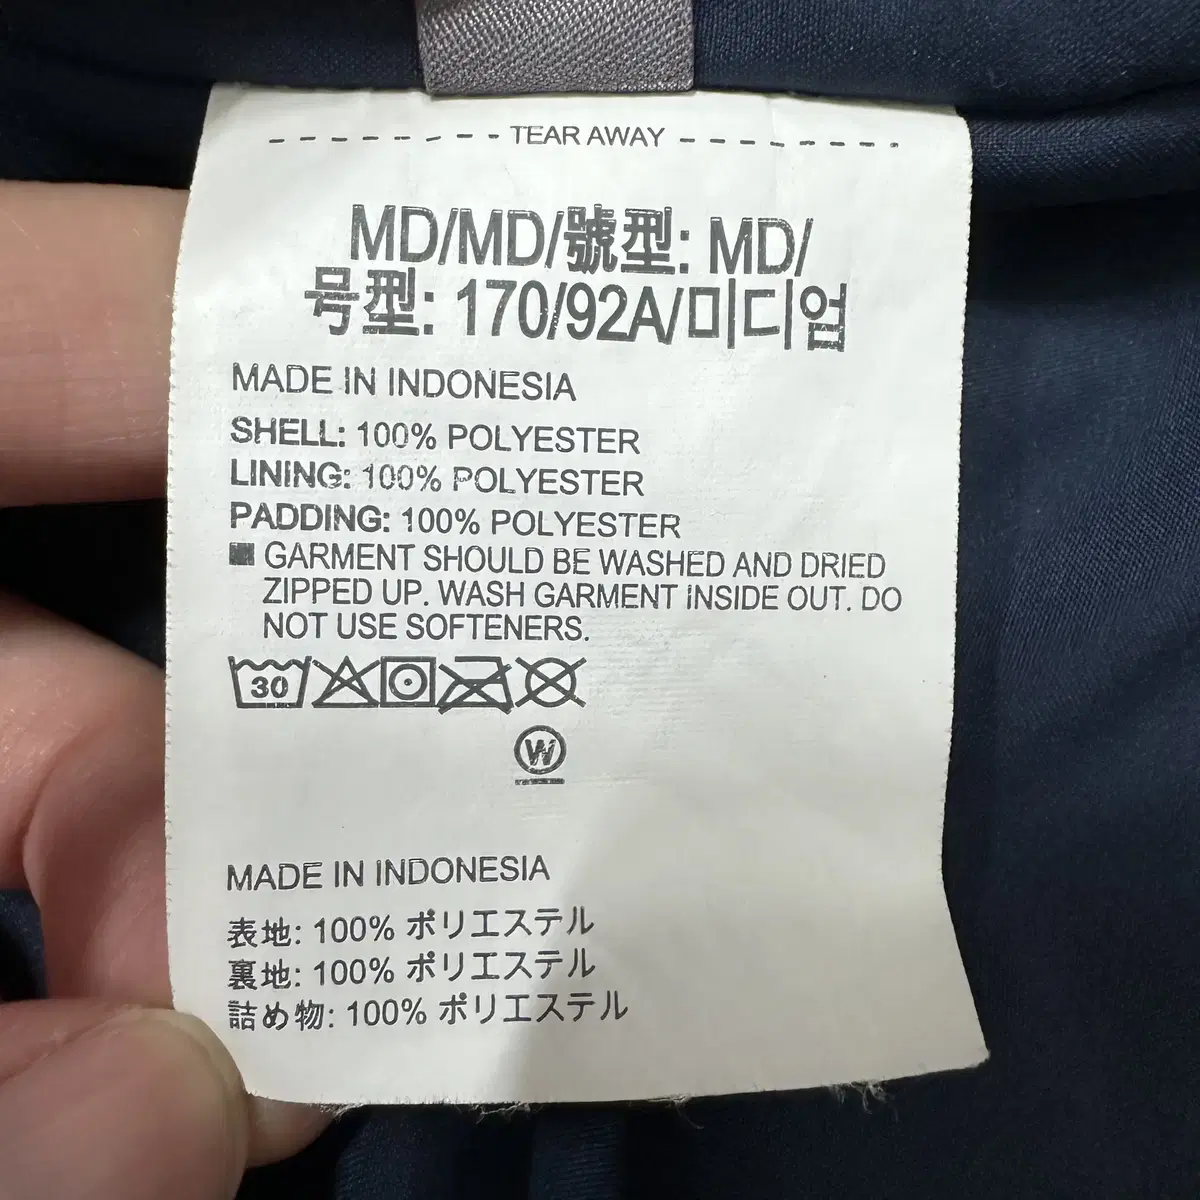 TEAR AWAY
MD/MD/號型: MD/
号型: 170/92A/미디엄
MADE IN INDONESIA
SHELL: 100% POLYESTER
LINING: 100% POLYESTER
PADDING: 100% POLYESTER
■ GARMENT SHOULD BE WASHED AND DRIED
ZIPPED UP. WASH GARMENT INSIDE OUT. DO
NOT USE SOFTENERS.
30
W
MADE IN INDONESIA
表地: 100% ポリエステル
裏地: 100% ポリエステル
詰め物: 100% ポリエステル